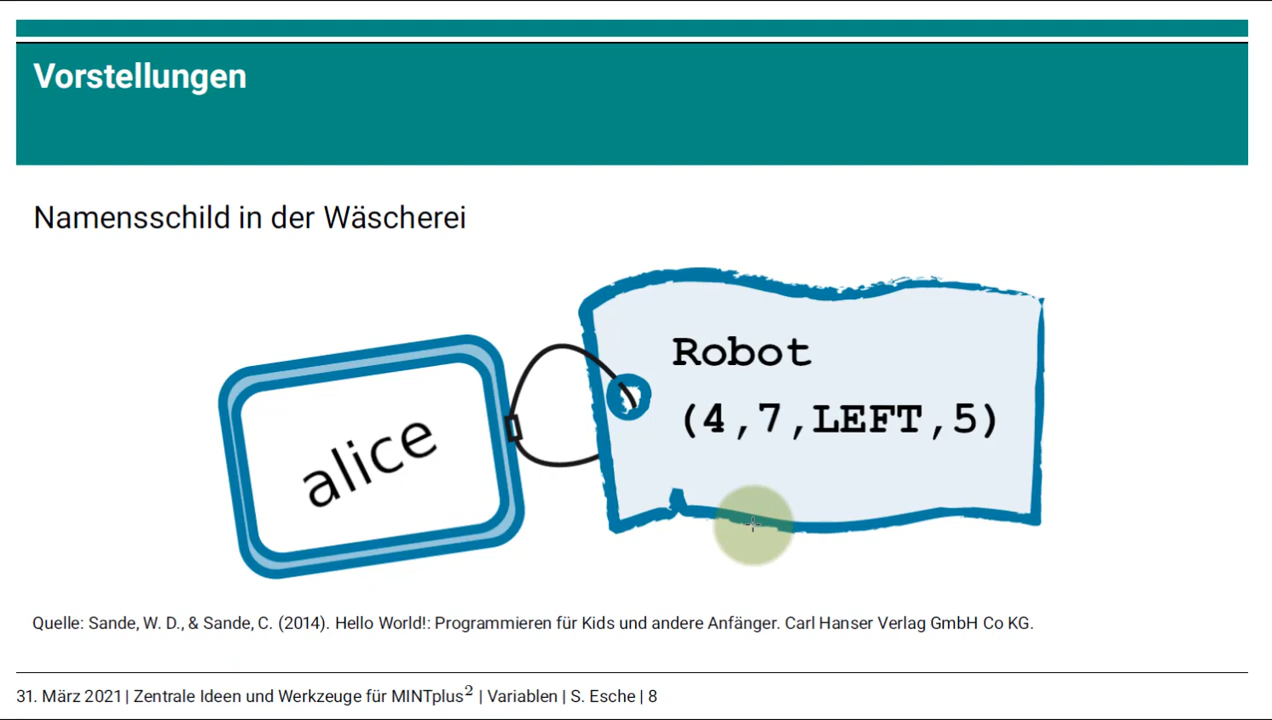 Vorstellungen
Namensschild in der Wäscherei
alice
Robot
(4,7,LEFT,5)
Quelle: Sande, W. D., & Sande, C. (2014). Hello World!: Programmieren für Kids und andere Anfänger. Carl Hanser Verlag GmbH Co KG.
31. März 2021 | Zentrale Ideen und Werkzeuge für MINTplus² | Variablen | S. Esche | 8